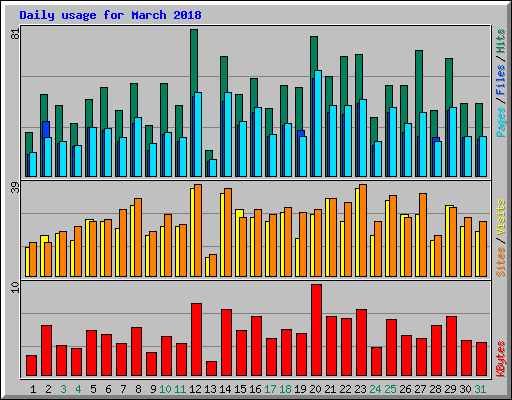 Daily usage for March 2018
81
Pages / Files / Hits
39
Sites / Visits
10
KBytes
1 2 3 4 5 6 7 8 9 10 11 12 13 14 15 16 17 18 19 20 21 22 23 24 25 26 27 28 29 30 31